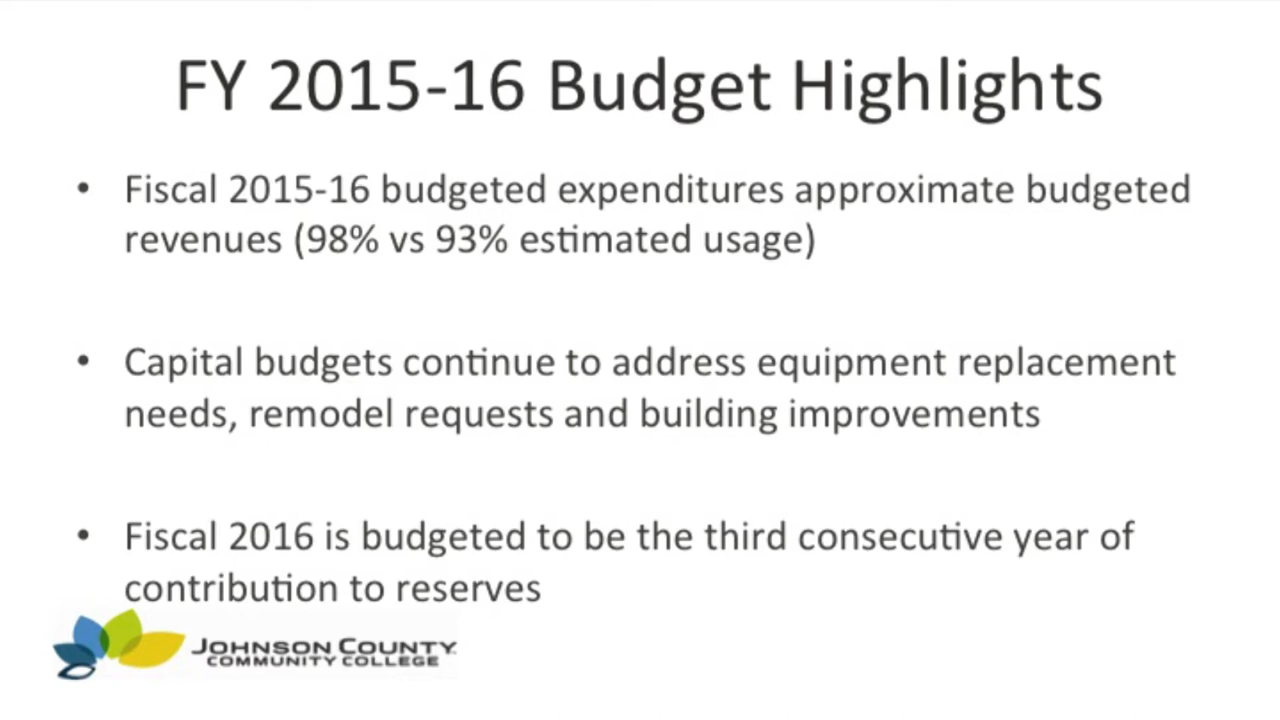 FY 2015-16 Budget Highlights
• Fiscal 2015-16 budgeted expenditures approximate budgeted
revenues (98% vs 93% estimated usage)
• Capital budgets continue to address equipment replacement
needs, remodel requests and building improvements
• Fiscal 2016 is budgeted to be the third consecutive year of
contribution to reserves
JOHNSON COUNTY
COMMUNITY COLLEGE